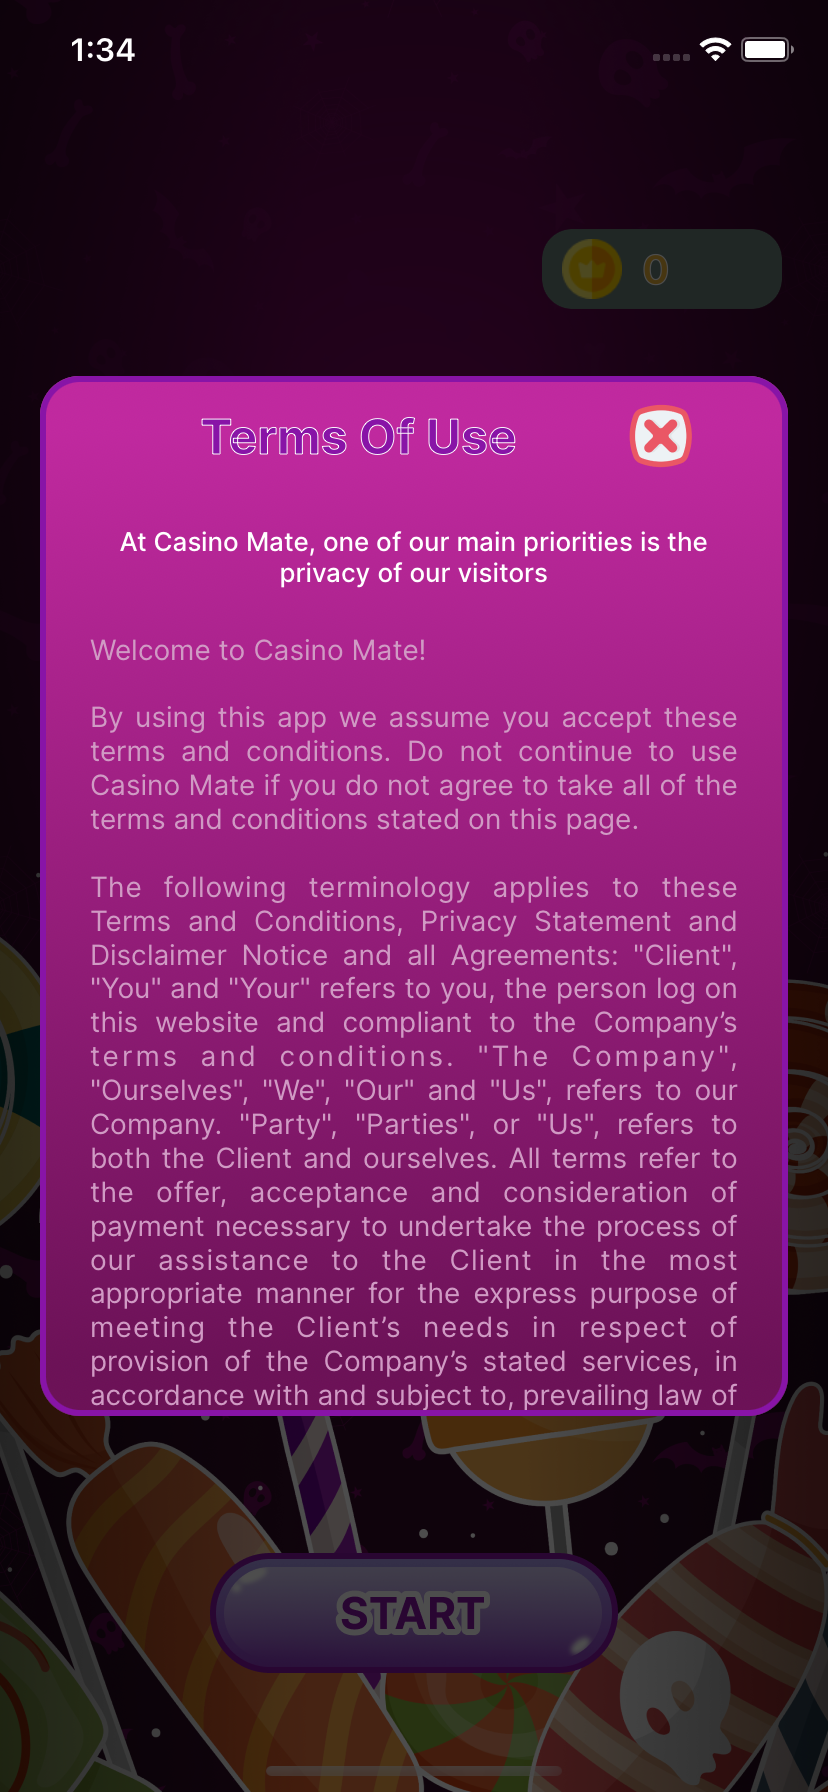 1:34
0
Terms Of Use
At Casino Mate, one of our main priorities is the
privacy of our visitors
Welcome to Casino Mate!
By using this app we assume you accept these
terms and conditions. Do not continue to use
Casino Mate if you do not agree to take all of the
terms and conditions stated on this page.
The following terminology applies to these
Terms and Conditions, Privacy Statement and
Disclaimer Notice and all Agreements: "Client",
"You" and "Your" refers to you, the person log on
this website and compliant to the Company’s
terms and conditions. "The Company",
"Ourselves", "We", "Our" and "Us", refers to our
Company. "Party", "Parties", or "Us", refers to
both the Client and ourselves. All terms refer to
the offer, acceptance and consideration of
payment necessary to undertake the process of
our assistance to the Client in the most
appropriate manner for the express purpose of
meeting the Client’s needs in respect of
provision of the Company’s stated services, in
accordance with and subject to, prevailing law of
START